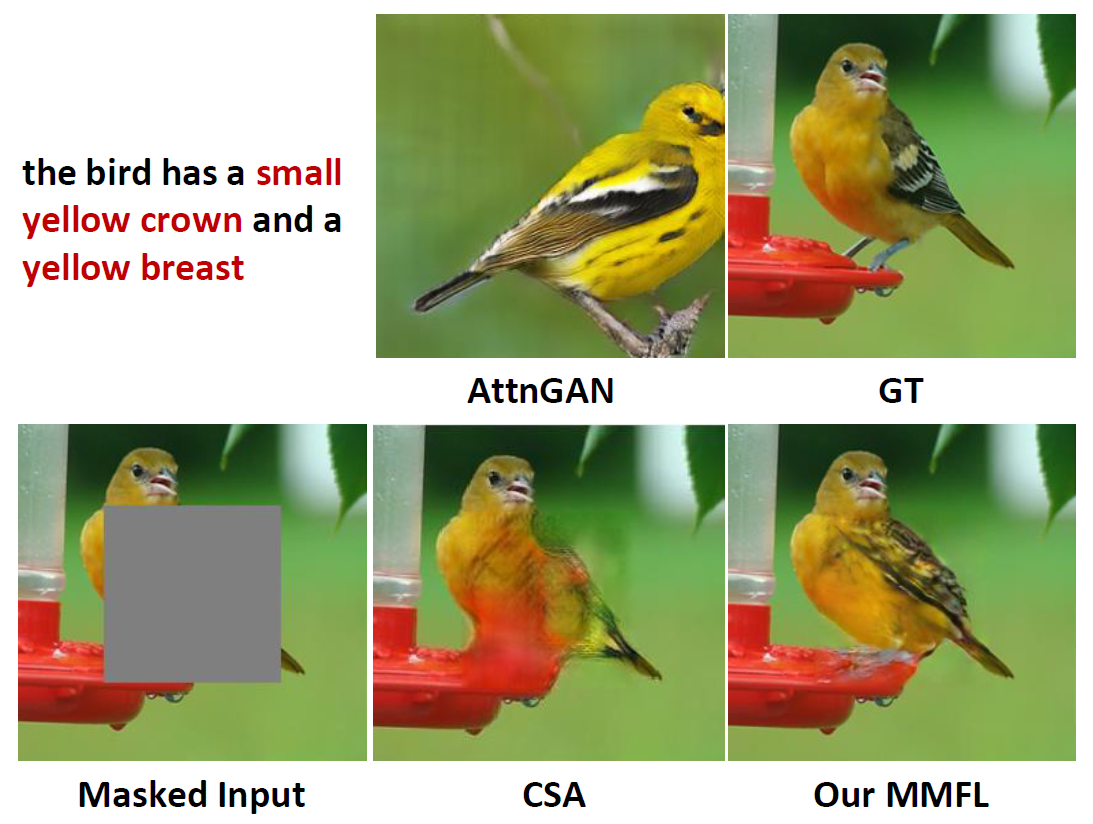 the bird has a small
yellow crown and a
yellow breast
AttnGAN
GT
Masked Input
CSA
Our MMFL